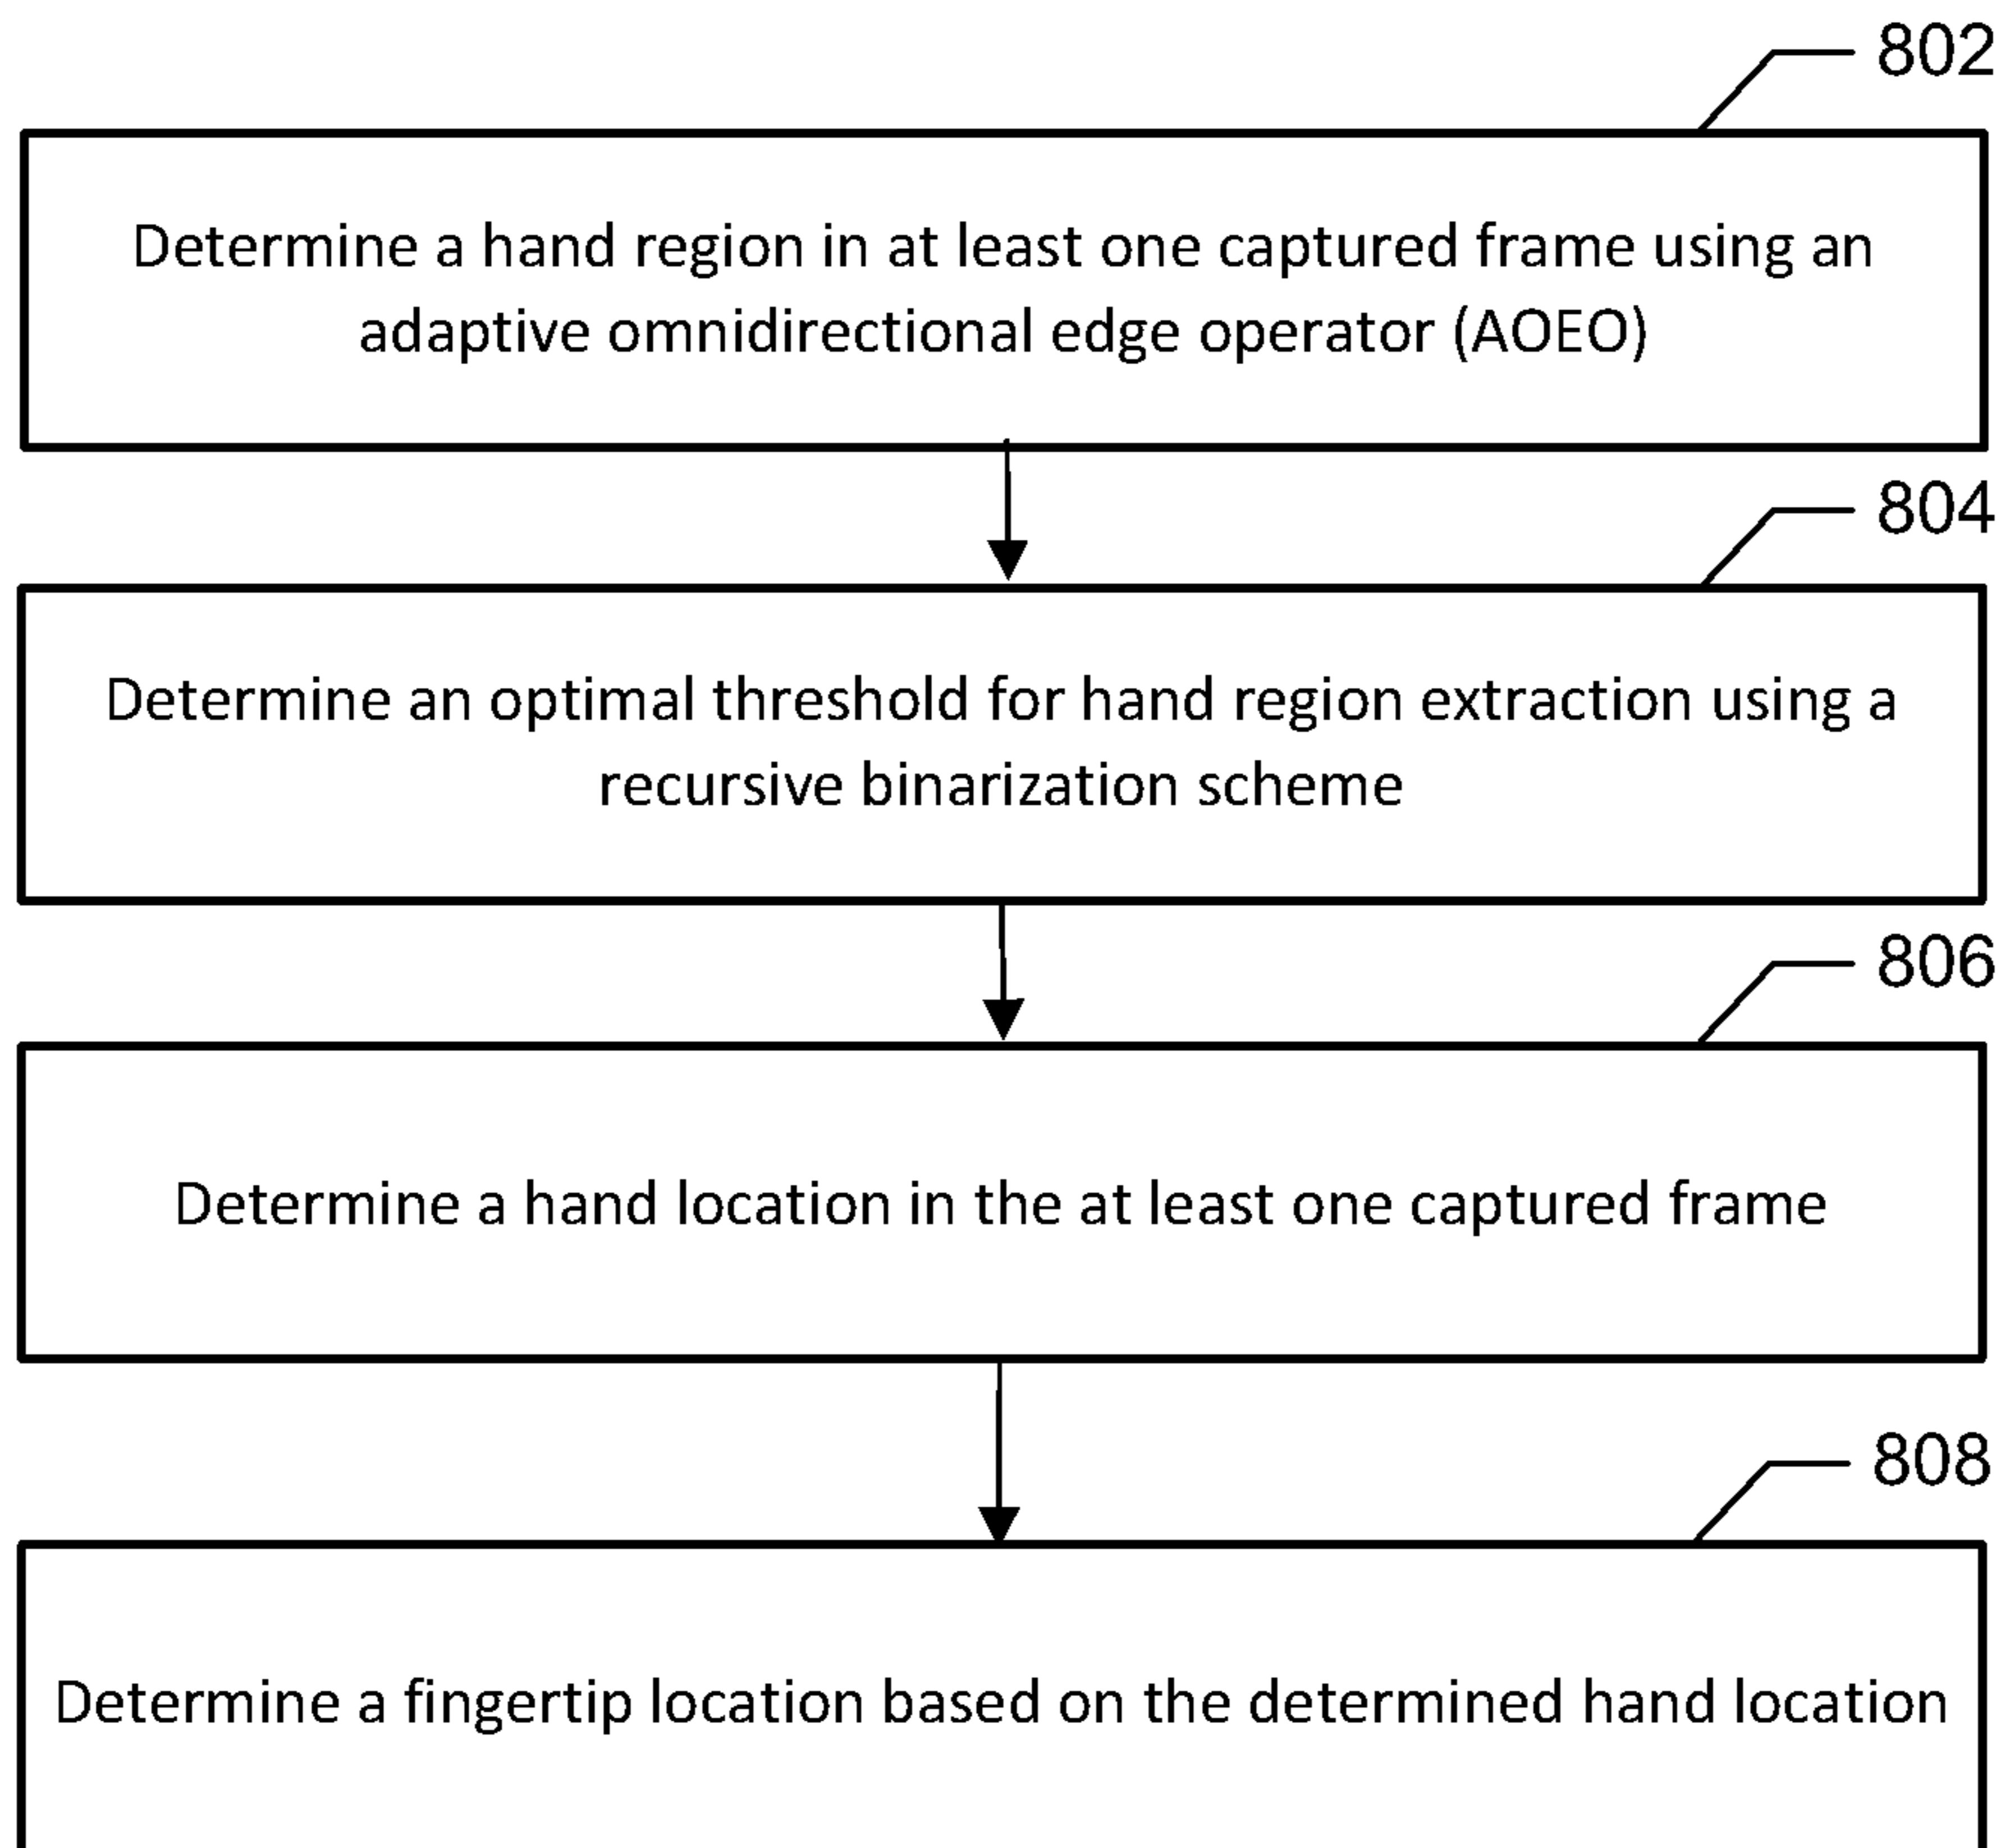 802
Determine a hand region in at least one captured frame using an
adaptive omnidirectional edge operator (AOEO)
804
Determine an optimal threshold for hand region extraction using a
recursive binarization scheme
806
Determine a hand location in the at least one captured frame
808
Determine a fingertip location based on the determined hand location